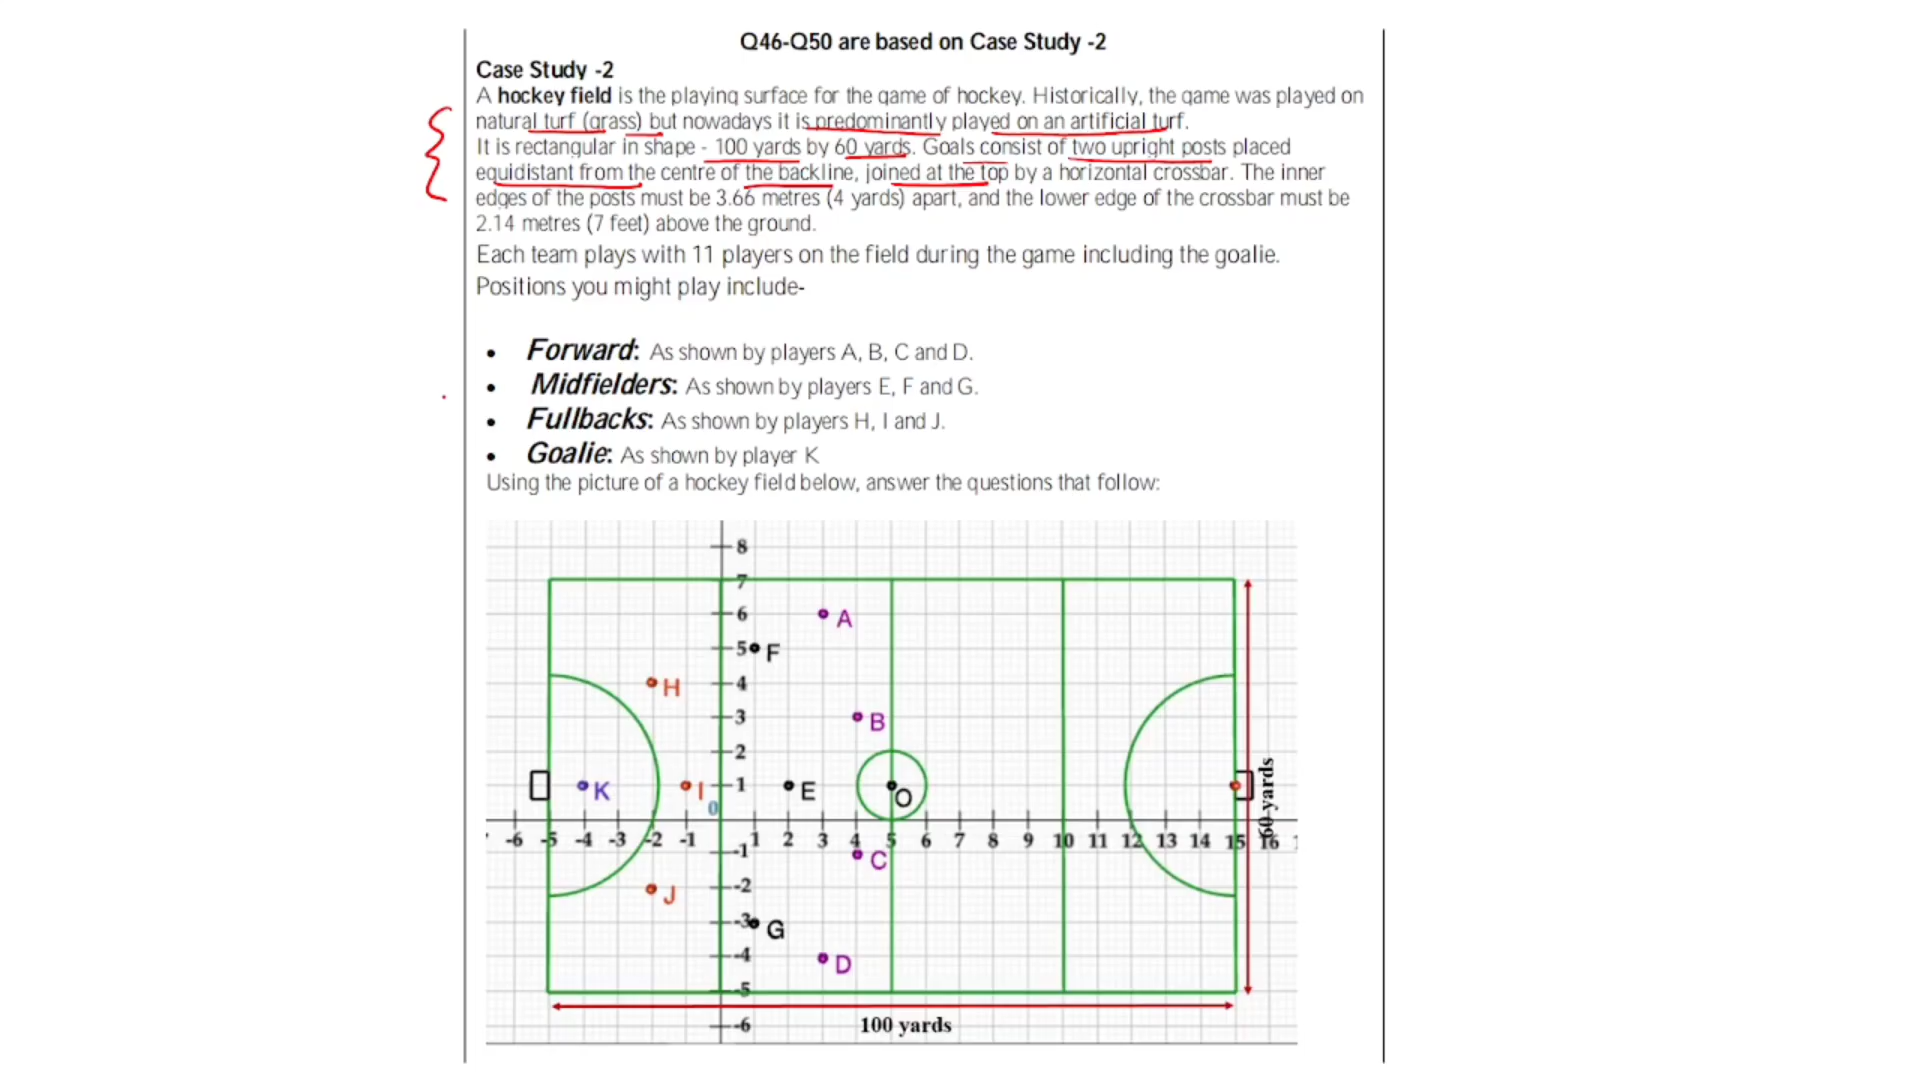 Q46-Q50 are based on Case Study -2
Case Study -2
A hockey field is the playing surface for the game of hockey. Historically, the game was played on
natural turf (grass) but nowadays it is predominantly played on an artificial turf.
It is rectangular in shape - 100 yards by 60 yards. Goals consist of two upright posts placed
equidistant from the centre of the backline, joined at the top by a horizontal crossbar. The inner
edges of the posts must be 3.66 metres (4 yards) apart, and the lower edge of the crossbar must be
2.14 metres (7 feet) above the ground.
Each team plays with 11 players on the field during the game including the goalie.
Positions you might play include-
• Forward: As shown by players A, B, C and D.
• Midfielders: As shown by players E, F and G.
• Fullbacks: As shown by players H, I and J.
• Goalie: As shown by player K
Using the picture of a hockey field below, answer the questions that follow:
8
7
6 A
5 F
H 4
3 B
2
K I 1 E O
0
60 yards
-6 -5 -4 -3 -2 -1 1 2 3 4 5 6 7 8 9 10 11 12 13 14 15 16
-1 C
J -2
-3 G
-4 D
-5
100 yards
-6